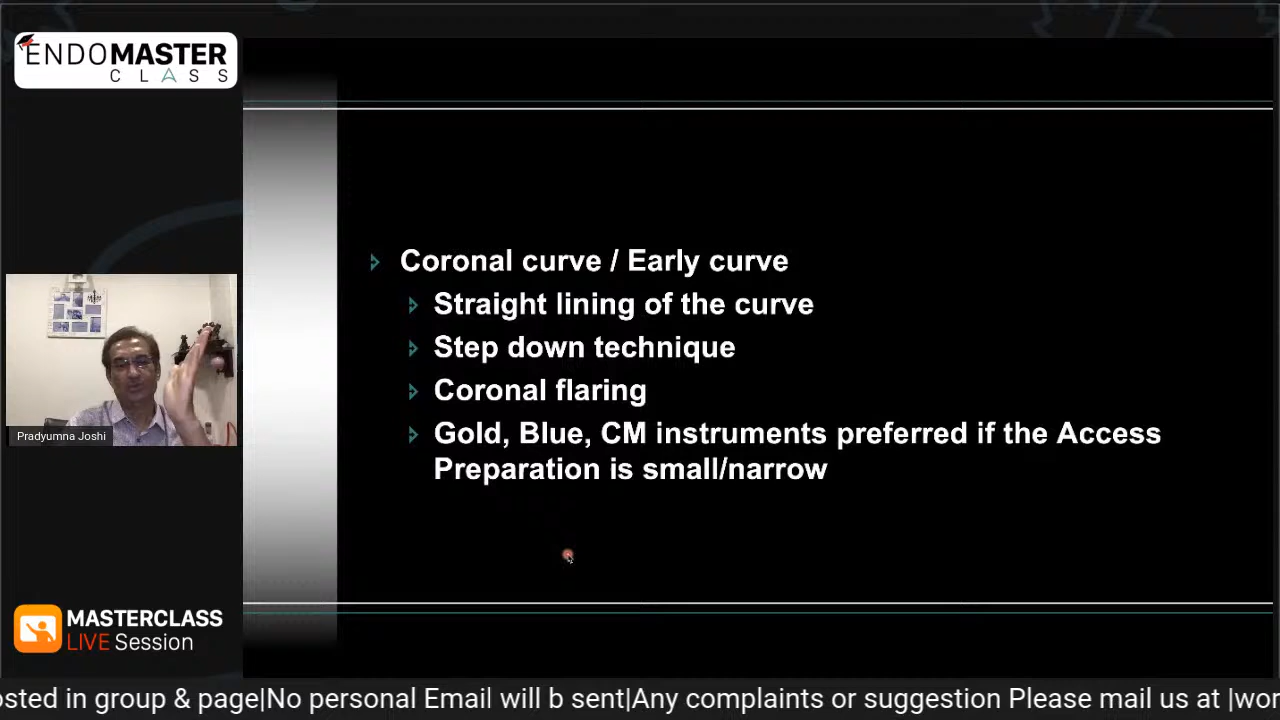 ENDOMASTER
CLASS
Coronal curve / Early curve
Straight lining of the curve
Step down technique
Coronal flaring
Gold, Blue, CM instruments preferred if the Access
Preparation is small/narrow
Pradyumna Joshi
MASTERCLASS
LIVE Session
osted in group & page|No personal Email will b sent|Any complaints or suggestion Please mail us at |wor